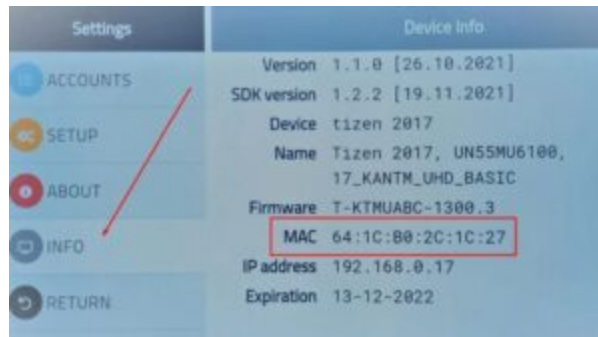 Settings
Device Info
ACCOUNTS
SETUP
ABOUT
INFO
RETURN
Version 1.1.0 [26.10.2021]
SDK version 1.2.2 [19.11.2021]
Device tizen 2017
Name Tizen 2017, UN55MU6100,
17_KANTM_UHD_BASIC
Firmware T-KTMUABC-1300.3
MAC 64:1C:B0:2C:1C:27
IP address 192.168.0.17
Expiration 13-12-2022